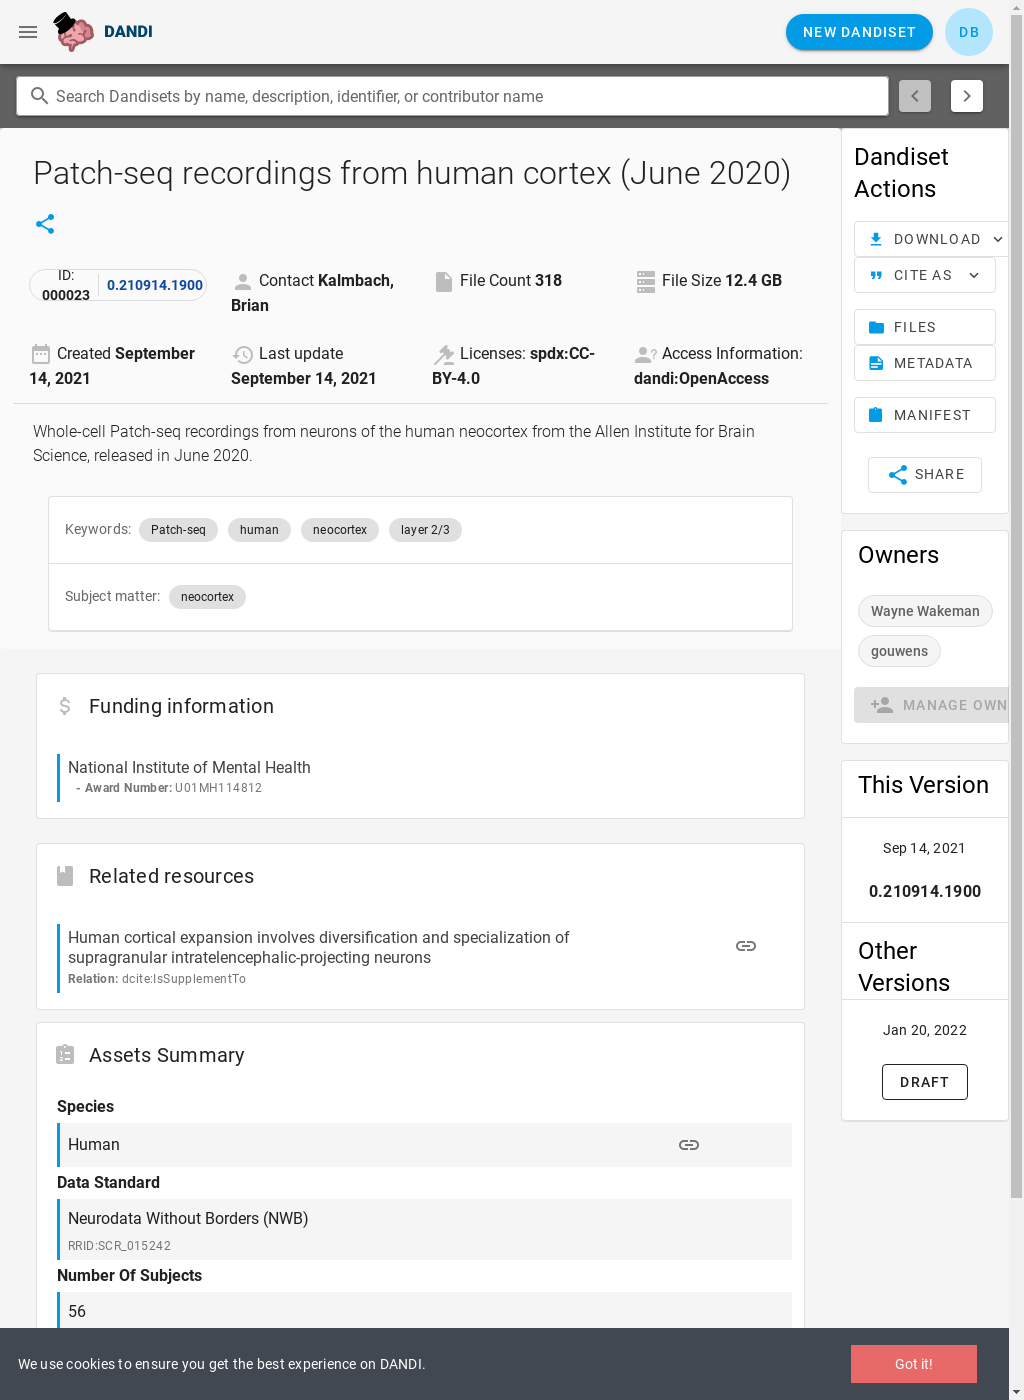 DANDI
NEW DANDISET
DB
Search Dandisets by name, description, identifier, or contributor name
Patch-seq recordings from human cortex (June 2020)
ID:
000023
0.210914.1900
Contact Kalmbach,
Brian
File Count 318
File Size 12.4 GB
Created September
14, 2021
Last update
September 14, 2021
Licenses: spdx:CC-
BY-4.0
Access Information:
dandi:OpenAccess
Whole-cell Patch-seq recordings from neurons of the human neocortex from the Allen Institute for Brain
Science, released in June 2020.
Keywords: Patch-seq human neocortex layer 2/3
Subject matter: neocortex
Funding information
National Institute of Mental Health
- Award Number: U01MH114812
Related resources
Human cortical expansion involves diversification and specialization of
supragranular intratelencephalic-projecting neurons
Relation: dcite:IsSupplementTo
Assets Summary
Species
Human
Data Standard
Neurodata Without Borders (NWB)
RRID:SCR_015242
Number Of Subjects
56
Dandiset
Actions
DOWNLOAD
CITE AS
FILES
METADATA
MANIFEST
SHARE
Owners
Wayne Wakeman
gouwens
MANAGE OWN
This Version
Sep 14, 2021
0.210914.1900
Other
Versions
Jan 20, 2022
DRAFT
We use cookies to ensure you get the best experience on DANDI.
Got it!